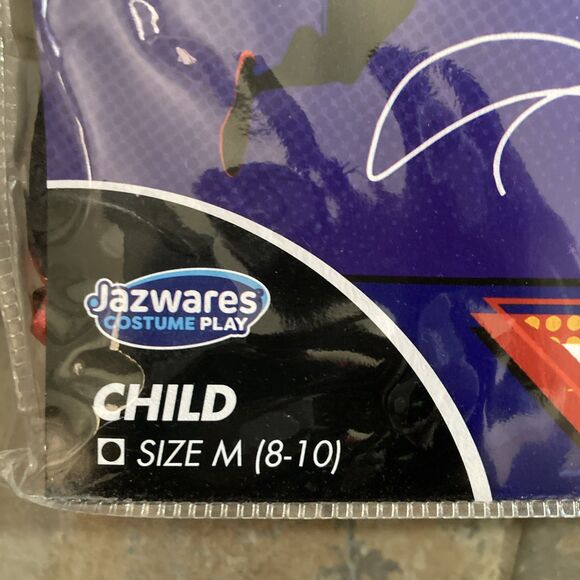 Jazwares
COSTUME PLAY
CHILD
SIZE M (8-10)